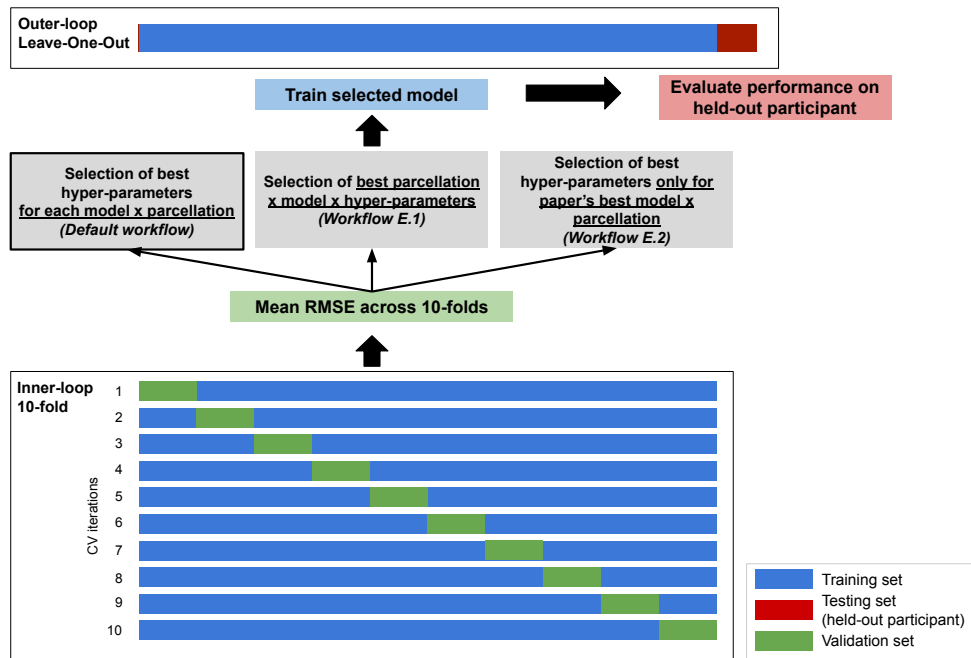 Outer-loop
Leave-One-Out
Train selected model
Evaluate performance on
held-out participant
Selection of best
hyper-parameters
for each model x parcellation
(Default workflow)
Selection of best parcellation
x model x hyper-parameters
(Workflow E.1)
Selection of best
hyper-parameters only for
paper's best model x
parcellation
(Workflow E.2)
Mean RMSE across 10-folds
Inner-loop
10-fold
CV iterations
1
2
3
4
5
6
7
8
9
10
Training set
Testing set
(held-out participant)
Validation set